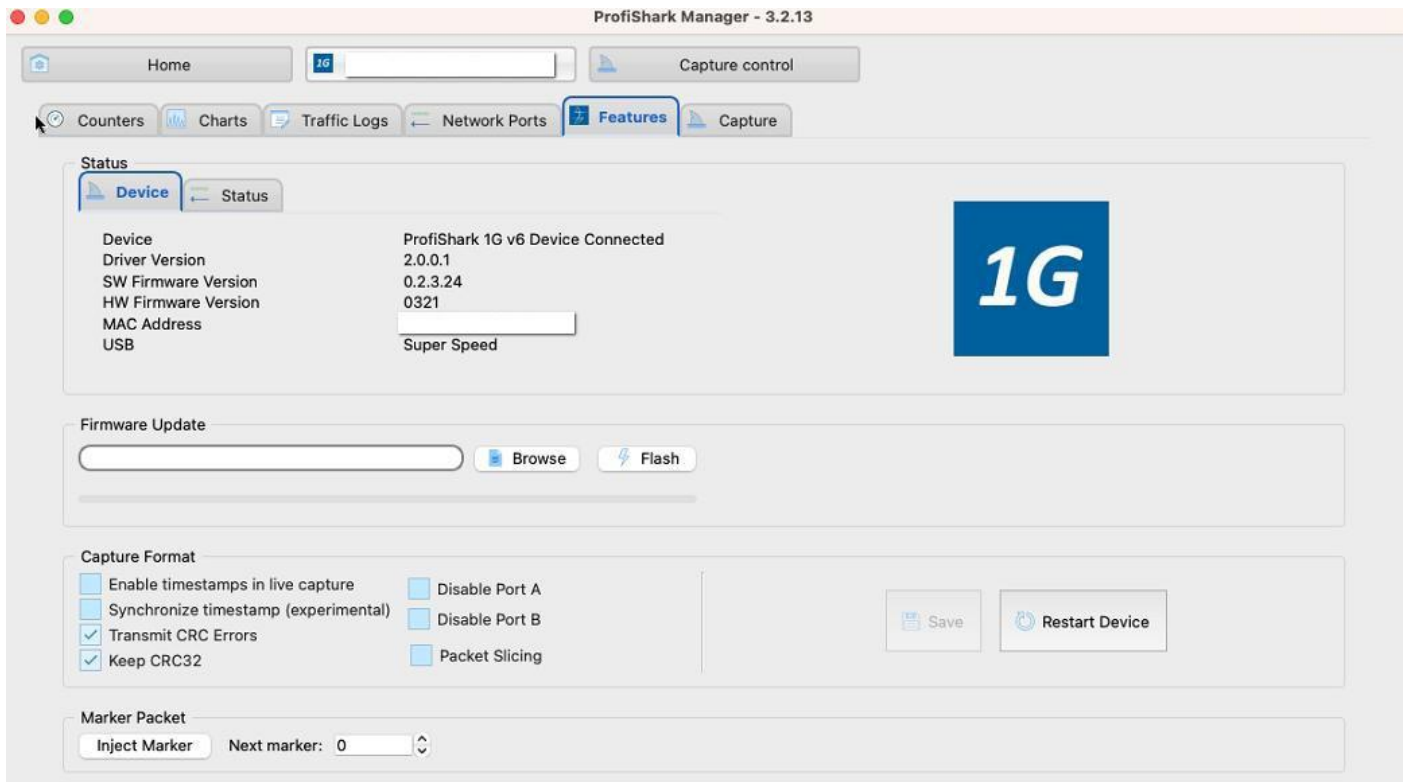 ProfiShark Manager - 3.2.13
Home
1G
Capture control
Counters
Charts
Traffic Logs
Network Ports
Features
Capture
Status
Device
Status
Device ProfiShark 1G v6 Device Connected
Driver Version 2.0.0.1
SW Firmware Version 0.2.3.24
HW Firmware Version 0321
MAC Address
USB Super Speed
1G
Firmware Update
Browse
Flash
Capture Format
Enable timestamps in live capture
Synchronize timestamp (experimental)
Transmit CRC Errors
Keep CRC32
Disable Port A
Disable Port B
Packet Slicing
Save
Restart Device
Marker Packet
Inject Marker
Next marker: 0